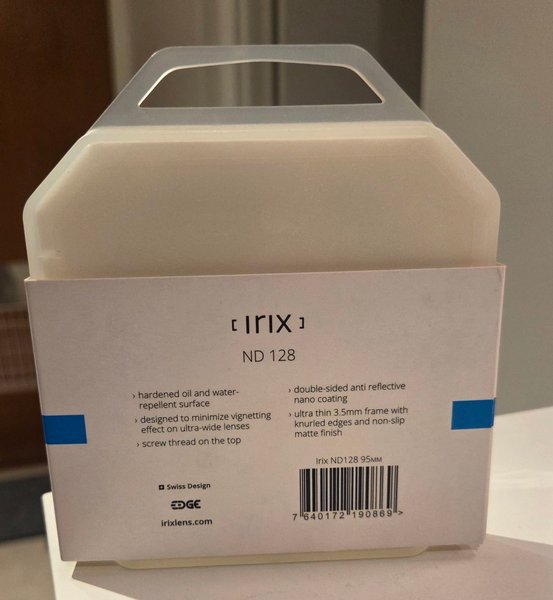 [ irix ]
ND 128
› hardened oil and water-
repellent surface
› designed to minimize vignetting
effect on ultra-wide lenses
› screw thread on the top
› double-sided anti reflective
nano coating
› ultra thin 3.5mm frame with
knurled edges and non-slip
matte finish
Swiss Design
EDGE
irixlens.com
Irix ND128 95MM
7 640172 190869 >